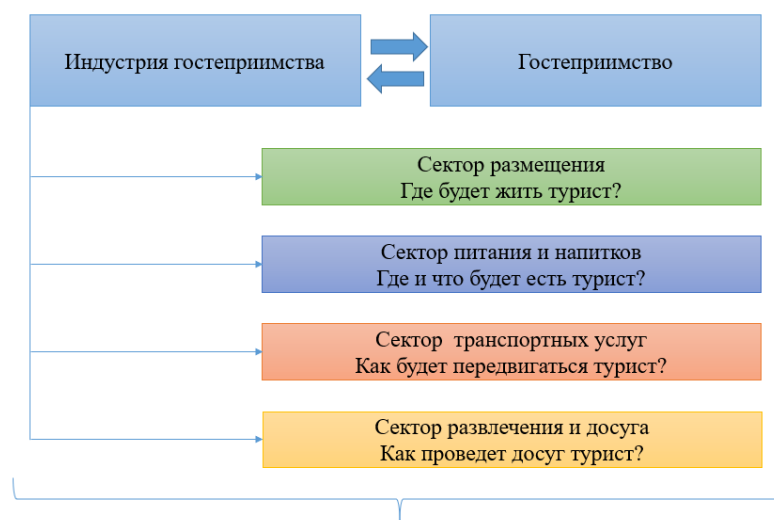 Индустрия гостеприимства
Гостеприимство
Сектор размещения
Где будет жить турист?
Сектор питания и напитков
Где и что будет есть турист?
Сектор транспортных услуг
Как будет передвигаться турист?
Сектор развлечения и досуга
Как проведет досуг турист?